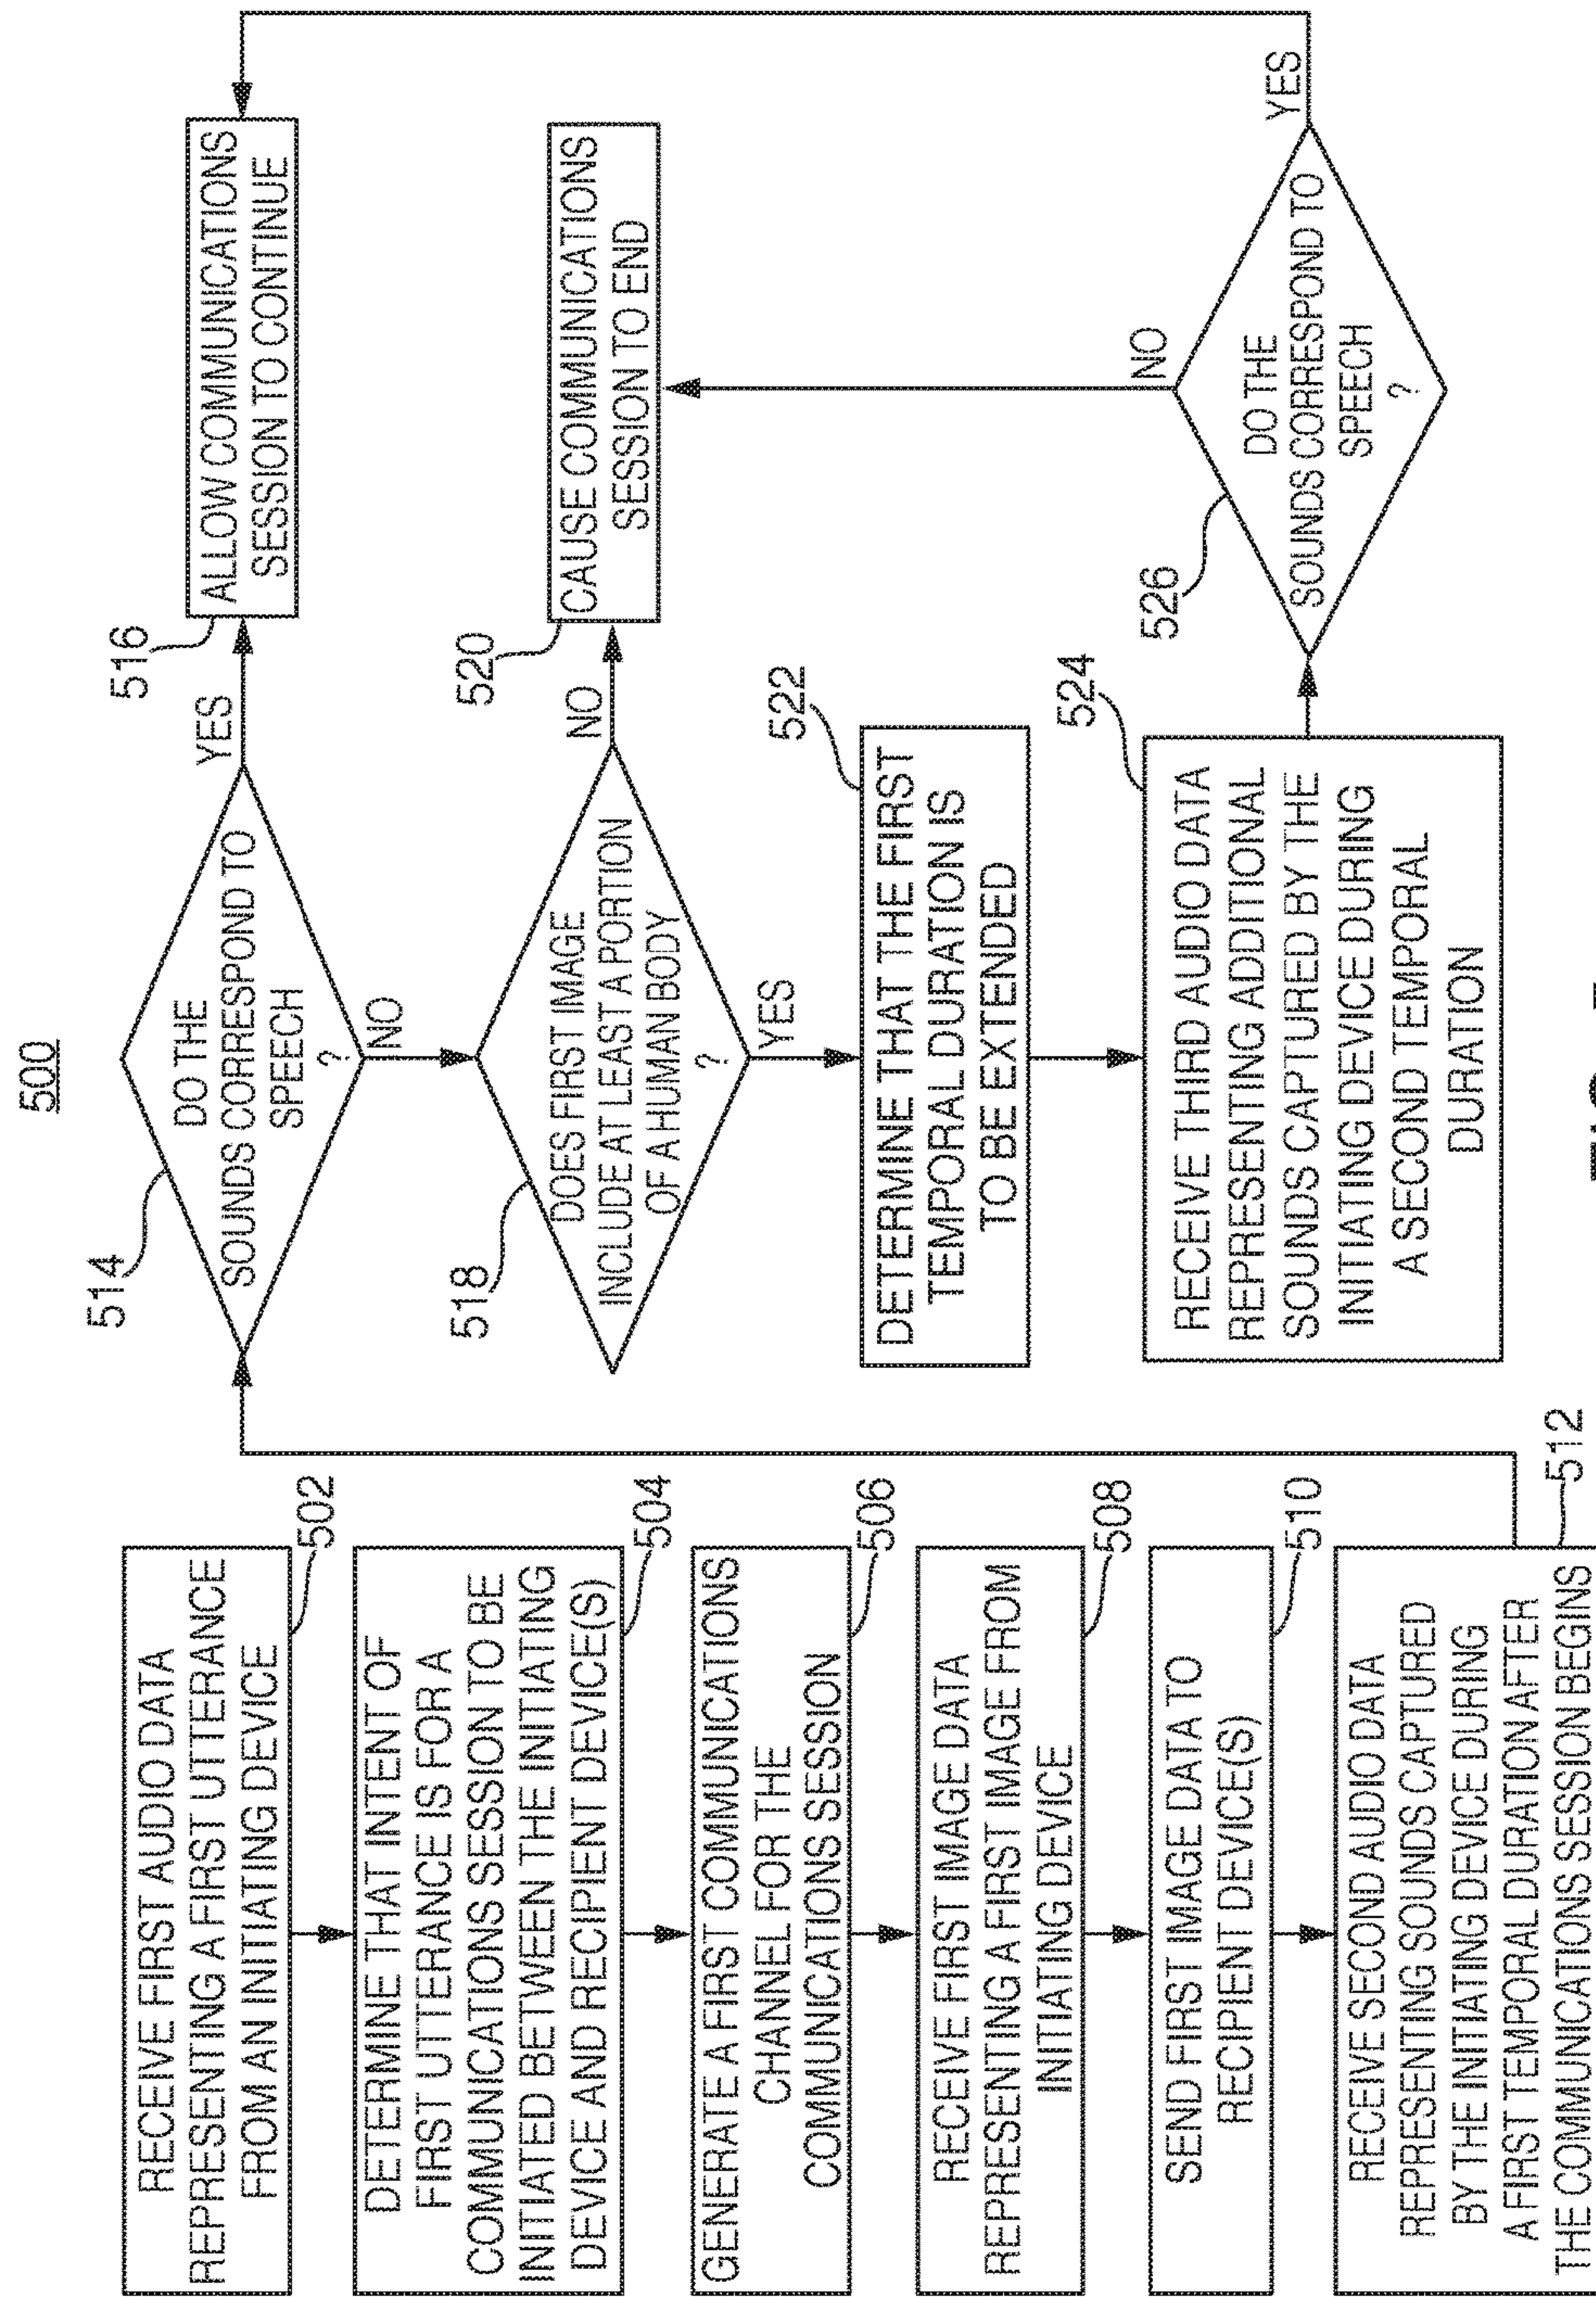 500
RECEIVE FIRST AUDIO DATA
REPRESENTING A FIRST UTTERANCE
FROM AN INITIATING DEVICE
502
DETERMINE THAT INTENT OF
FIRST UTTERANCE IS FOR A
COMMUNICATIONS SESSION TO BE
INITIATED BETWEEN THE INITIATING
DEVICE AND RECIPIENT DEVICE(S)
504
GENERATE A FIRST COMMUNICATIONS
CHANNEL FOR THE
COMMUNICATIONS SESSION
506
RECEIVE FIRST IMAGE DATA
REPRESENTING A FIRST IMAGE FROM
INITIATING DEVICE
508
SEND FIRST IMAGE DATA TO
RECIPIENT DEVICE(S)
510
RECEIVE SECOND AUDIO DATA
REPRESENTING SOUNDS CAPTURED
BY THE INITIATING DEVICE DURING
A FIRST TEMPORAL DURATION AFTER
THE COMMUNICATIONS SESSION BEGINS
512
514
DO THE
SOUNDS CORRESPOND TO
SPEECH
?
YES
NO
516
ALLOW COMMUNICATIONS
SESSION TO CONTINUE
518
DOES FIRST IMAGE
INCLUDE AT LEAST A PORTION
OF A HUMAN BODY
?
NO
YES
520
CAUSE COMMUNICATIONS
SESSION TO END
522
DETERMINE THAT THE FIRST
TEMPORAL DURATION IS
TO BE EXTENDED
524
RECEIVE THIRD AUDIO DATA
REPRESENTING ADDITIONAL
SOUNDS CAPTURED BY THE
INITIATING DEVICE DURING
A SECOND TEMPORAL
DURATION
526
DO THE
SOUNDS CORRESPOND TO
SPEECH
?
NO
YES